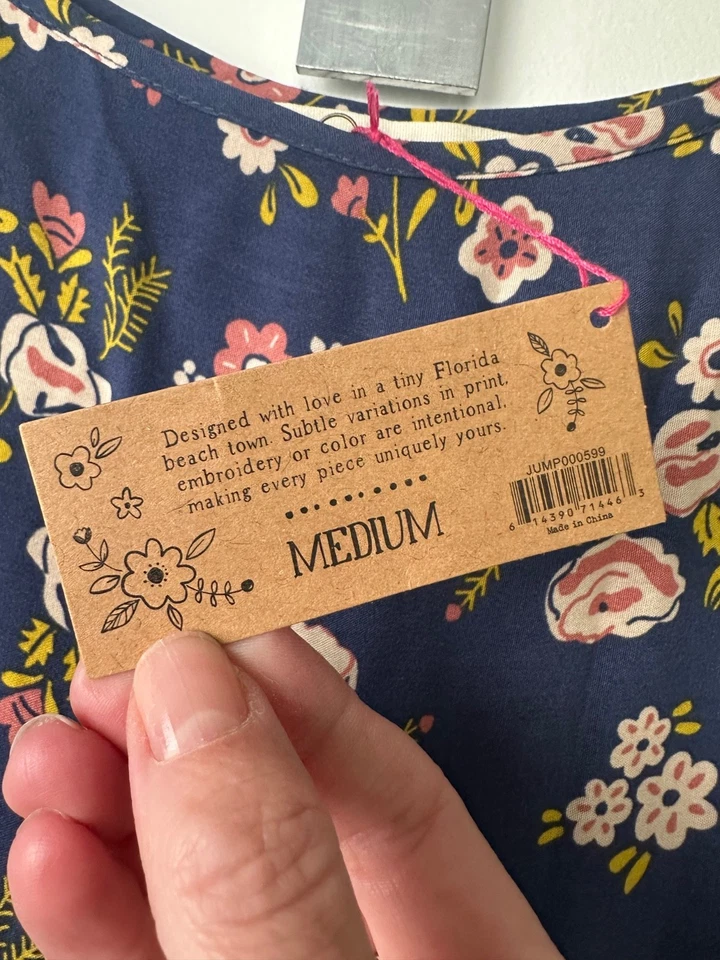 Designed with love in a tiny Florida
beach town. Subtle variations in print,
embroidery or color are intentional,
making every piece uniquely yours.
MEDIUM
JUMP000599
6 14390 71446 3
Made in China